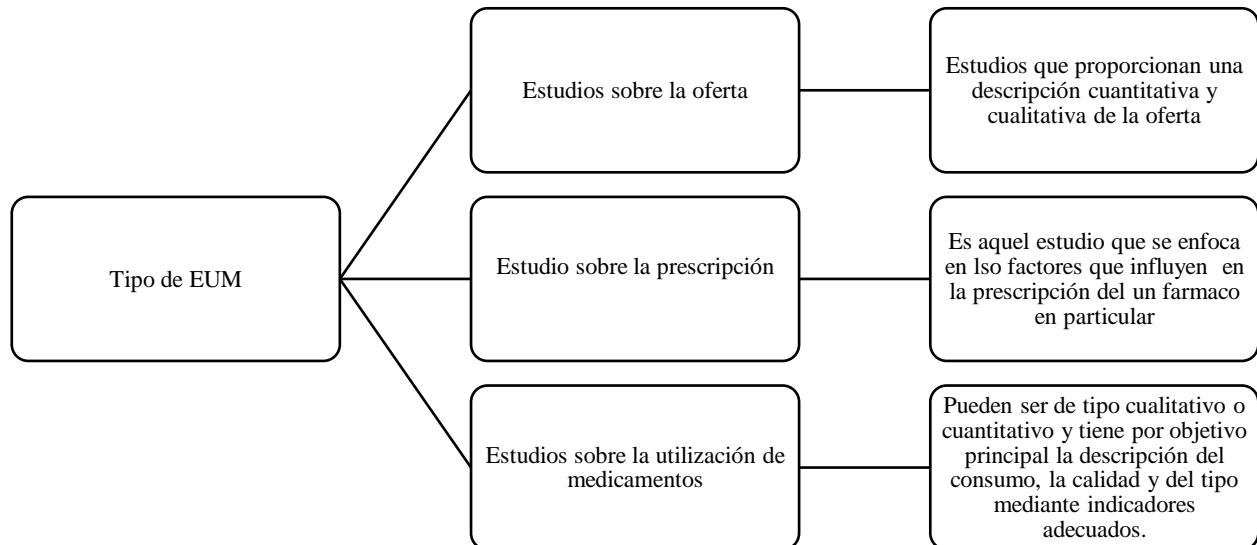 Tipo de EUM
Estudios sobre la oferta
Estudios que proporcionan una
descripción cuantitativa y
cualitativa de la oferta
Estudio sobre la prescripción
Es aquel estudio que se enfoca
en lso factores que influyen en
la prescripción del un farmaco
en particular
Estudios sobre la utilización de
medicamentos
Pueden ser de tipo cualitativo o
cuantitativo y tiene por objetivo
principal la descripción del
consumo, la calidad y del tipo
mediante indicadores
adecuados.